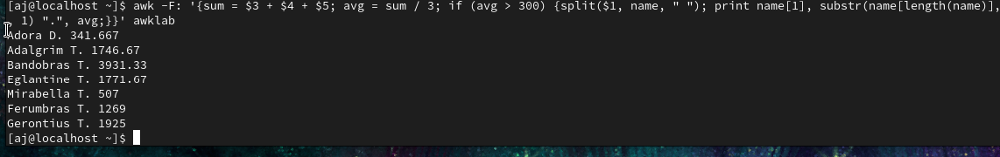 [aj@localhost ~]$ awk -F: '{sum = $3 + $4 + $5; avg = sum / 3; if (avg > 300) {split($1, name, " "); print name[1], substr(name[length(name)],
, 1) ".", avg;}}' awklab
Adora D. 341.667
Adalgrim T. 1746.67
Bandobras T. 3931.33
Eglantine T. 1771.67
Mirabella T. 507
Ferumbras T. 1269
Gerontius T. 1925
[aj@localhost ~]$